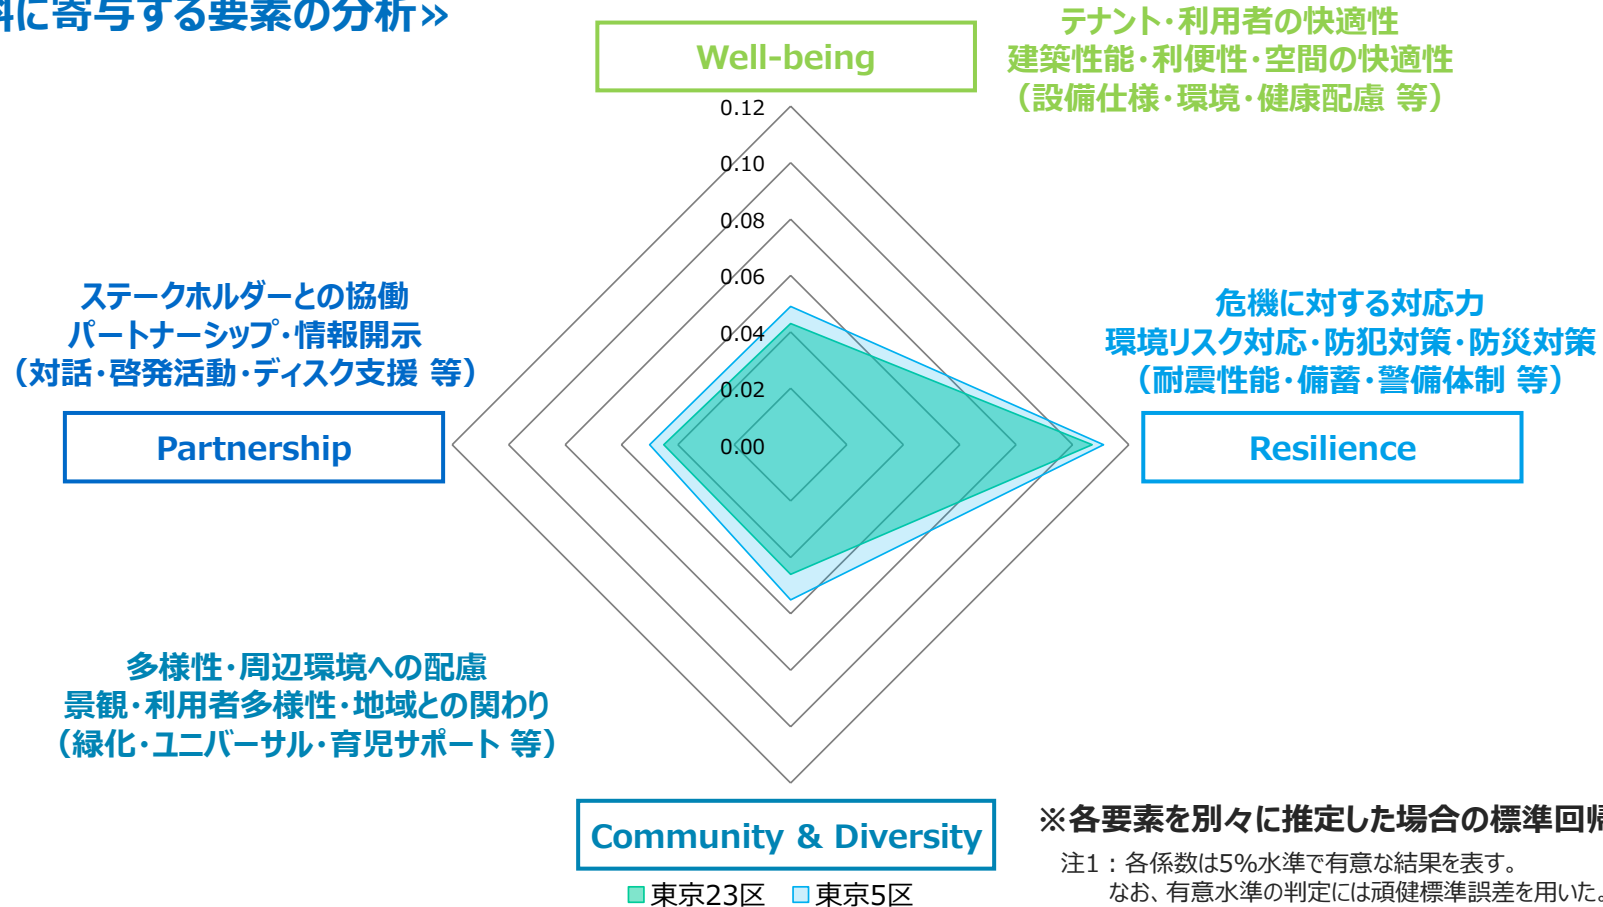 料に寄与する要素の分析»
Well-being
テナント・利用者の快適性
建築性能・利便性・空間の快適性
（設備仕様・環境・健康配慮 等）
0.12
0.10
0.08
0.06
0.04
0.02
0.00
ステークホルダーとの協働
パートナーシップ・情報開示
（対話・啓発活動・ディスク支援 等）
Partnership
危機に対する対応力
環境リスク対応・防犯対策・防災対策
（耐震性能・備蓄・警備体制 等）
Resilience
多様性・周辺環境への配慮
景観・利用者多様性・地域との関わり
（緑化・ユニバーサル・育児サポート 等）
Community & Diversity
東京23区 東京5区
※各要素を別々に推定した場合の標準回帰
注1：各係数は5%水準で有意な結果を表す。
なお、有意水準の判定には頑健標準誤差を用いた。